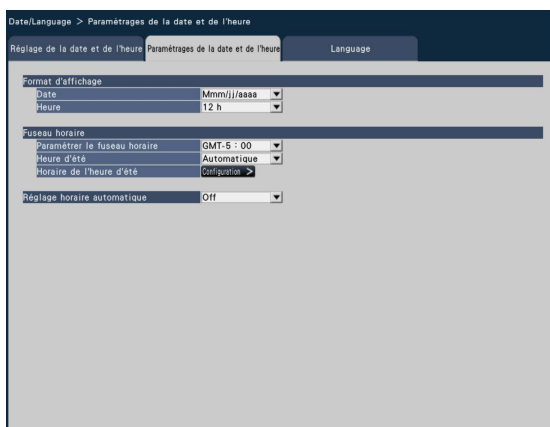 Date/Language > Paramétrages de la date et de l'heure
Réglage de la date et de l'heure Paramétrages de la date et de l'heure Language
Format d'affichage
Date Mmm/jj/aaaa
Heure 12 h
Fuseau horaire
Paramétrer le fuseau horaire GMT-5:00
Heure d'été Automatique
Horaire de l'heure d'été Configuration >
Réglage horaire automatique Off